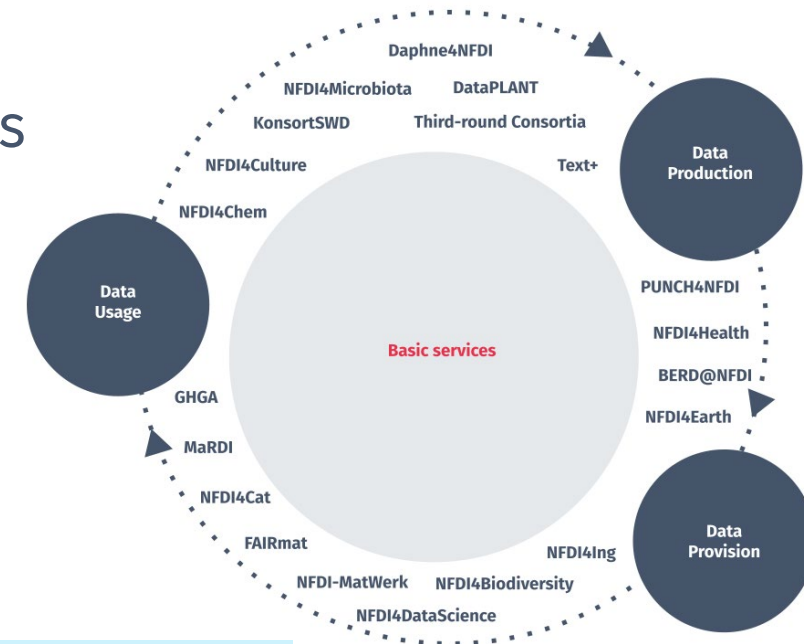 s
Daphne4NFDI
NFDI4Microbiota
DataPLANT
KonsortSWD
Third-round Consortia
NFDI4Culture
Text+
NFDI4Chem
Data
Production
Data
Usage
PUNCH4NFDI
NFDI4Health
BERD@NFDI
NFDI4Earth
Basic services
GHGA
MaRDI
NFDI4Cat
FAIRmat
NFDI-MatWerk
NFDI4Biodiversity
NFDI4Ing
NFDI4DataScience
Data
Provision